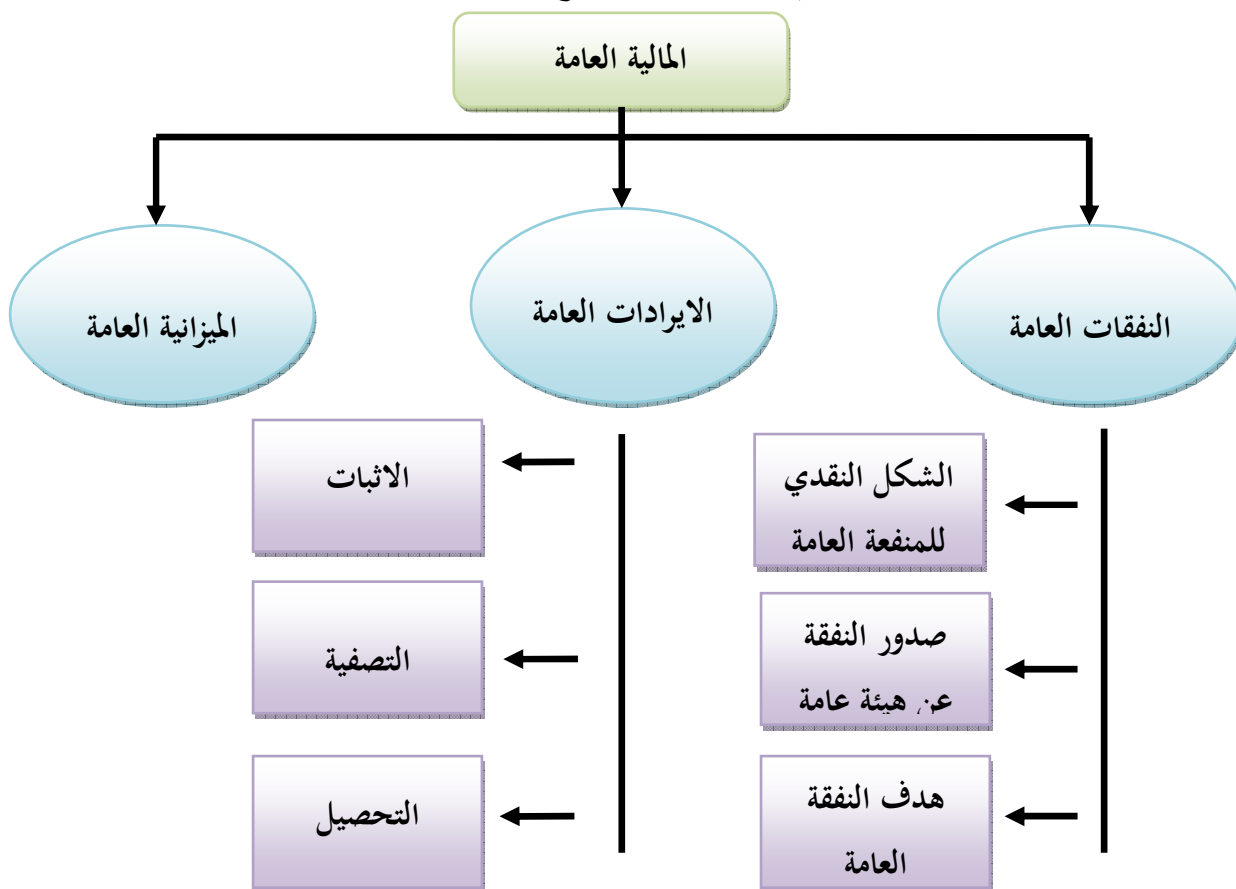 المالية العامة
النفقات العامة
الايرادات العامة
الميزانية العامة
الشكل النقدي
للمنفعة العامة
صدور النفقة
عن هيئة عامة
هدف النفقة
العامة
الاثبات
التصفية
التحصيل